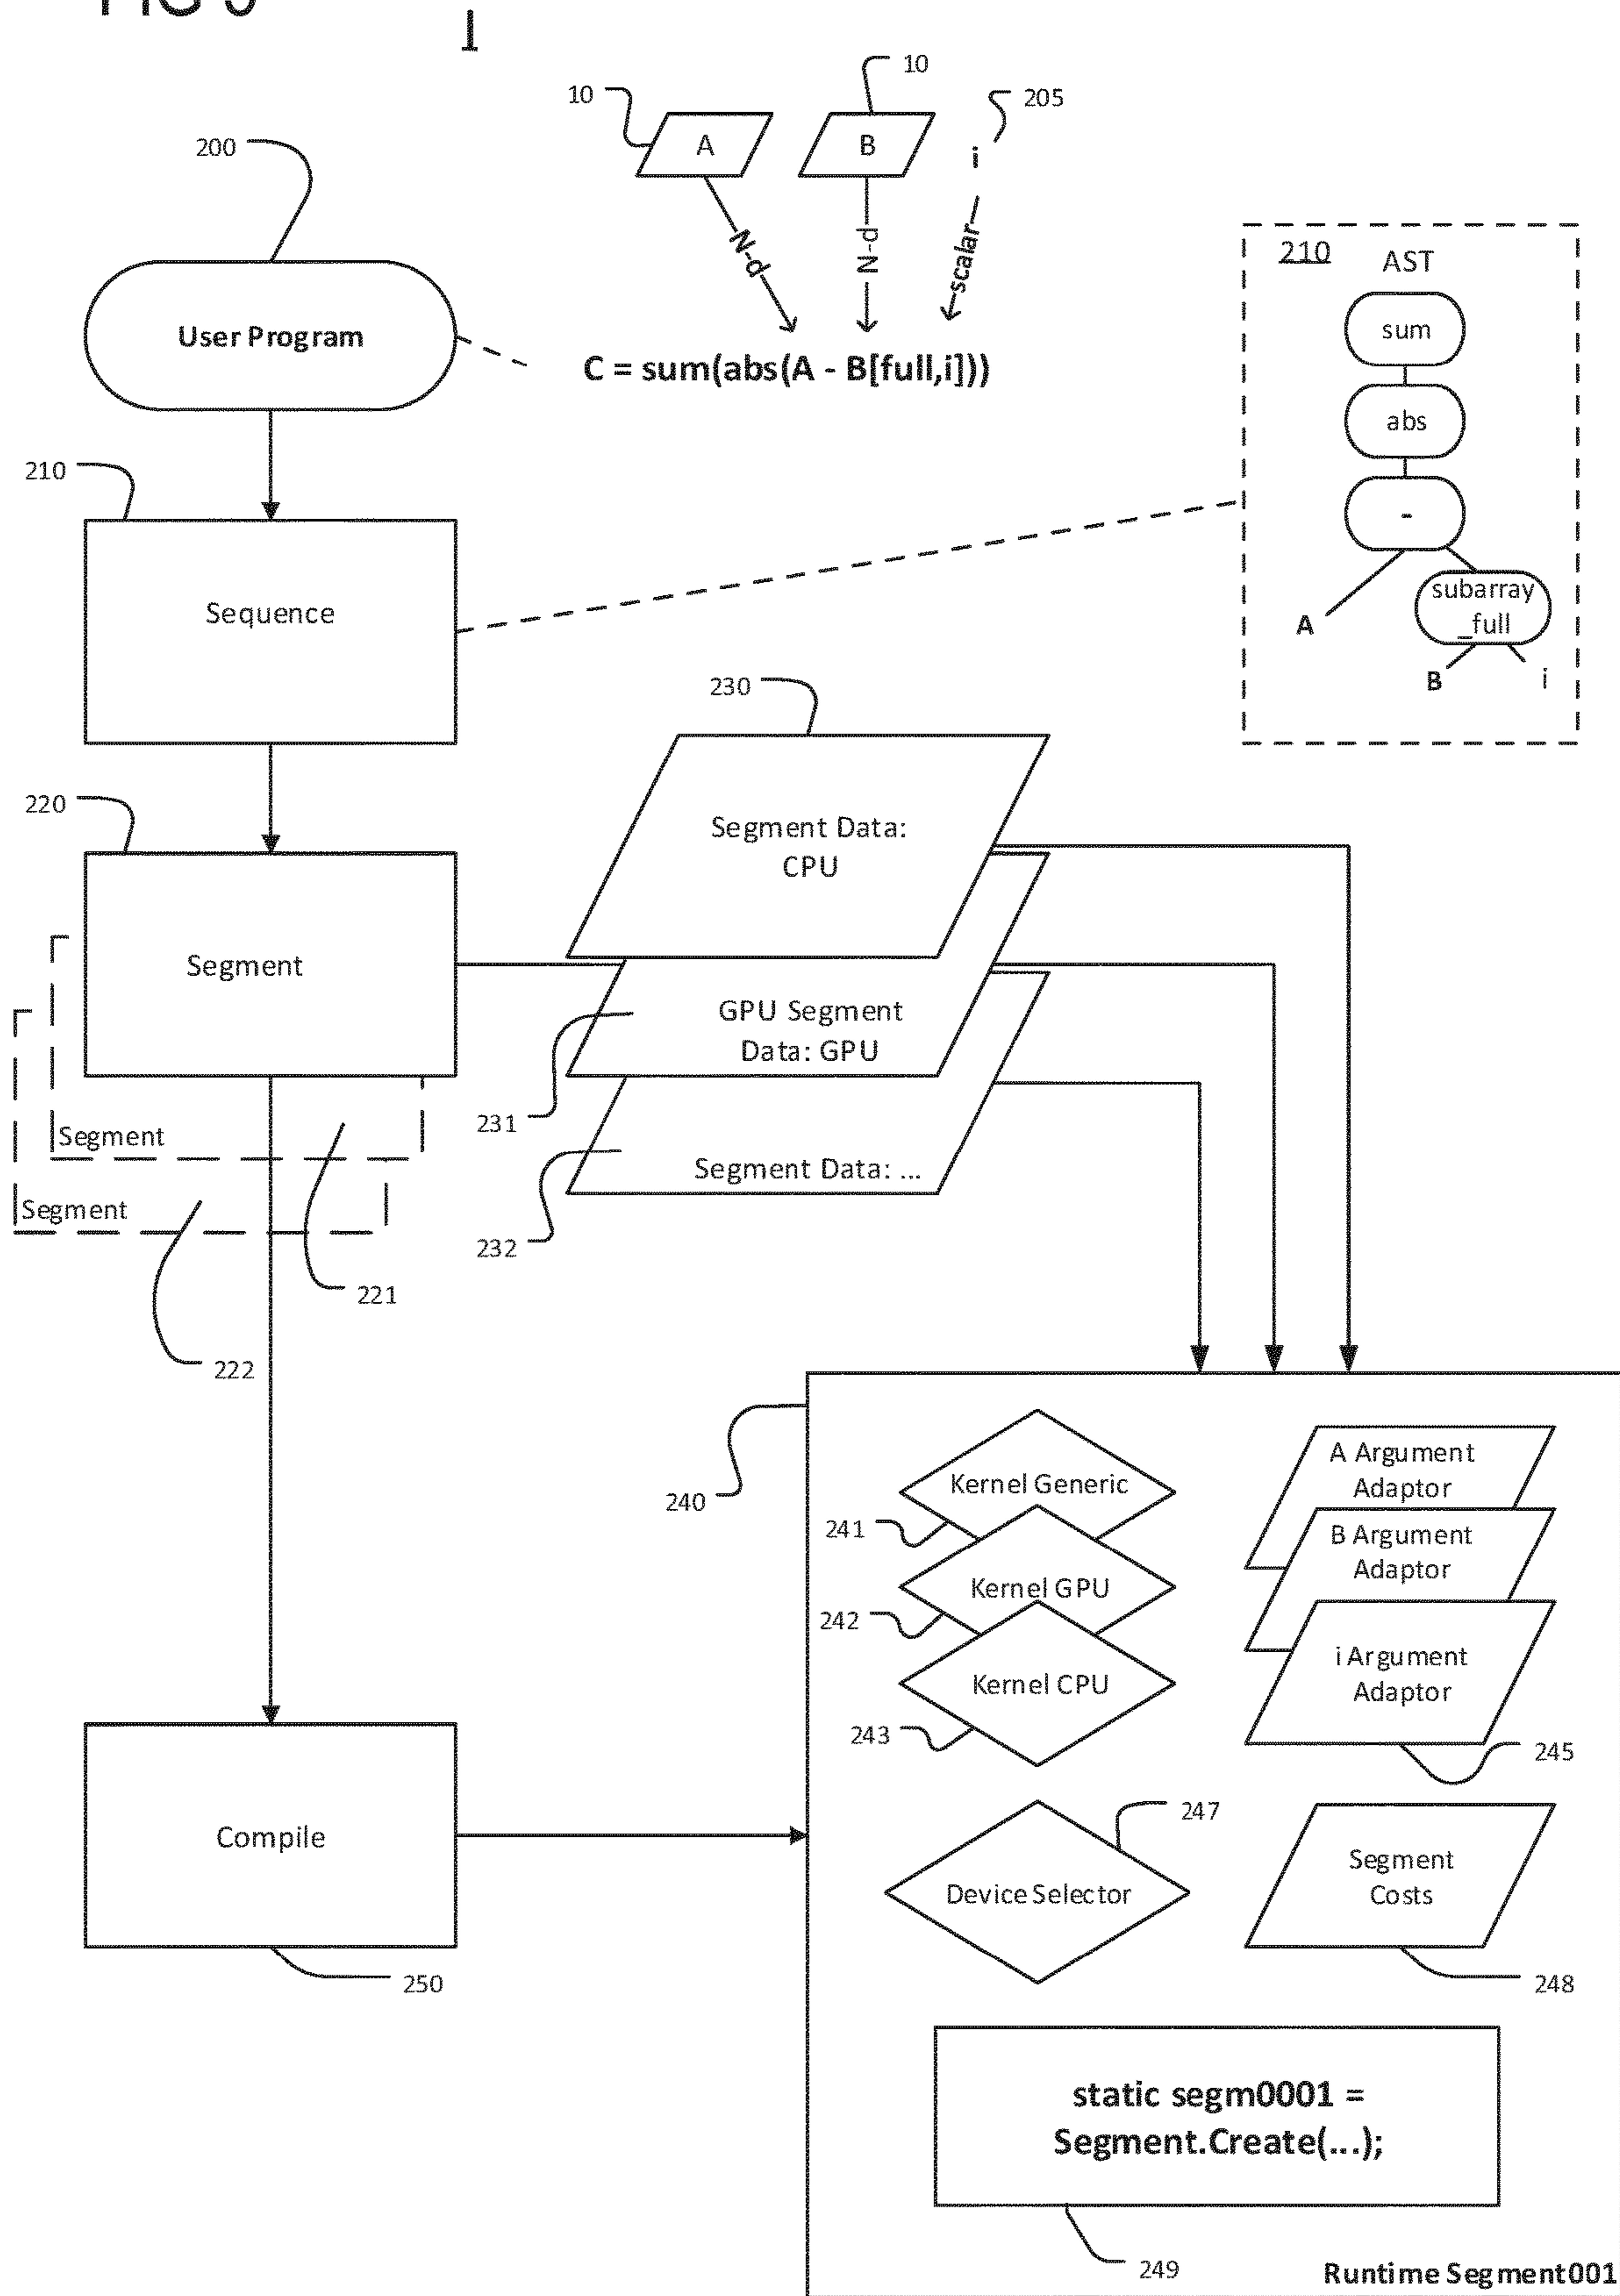 10
10
205
200
A
B
i
N-d
N-d
scalar
User Program
C = sum(abs(A - B[full,i]))
210
AST
sum
abs
-
subarray
_full
A
B
i
210
Sequence
220
230
Segment Data:
CPU
Segment
GPU Segment
Data: GPU
231
Segment
Segment Data: ...
Segment
232
221
222
240
Kernel Generic
241
Kernel GPU
242
Kernel CPU
243
A Argument
Adaptor
B Argument
Adaptor
i Argument
Adaptor
245
Compile
250
247
Device Selector
Segment
Costs
248
static segm0001 =
Segment.Create(...);
249
Runtime Segment001